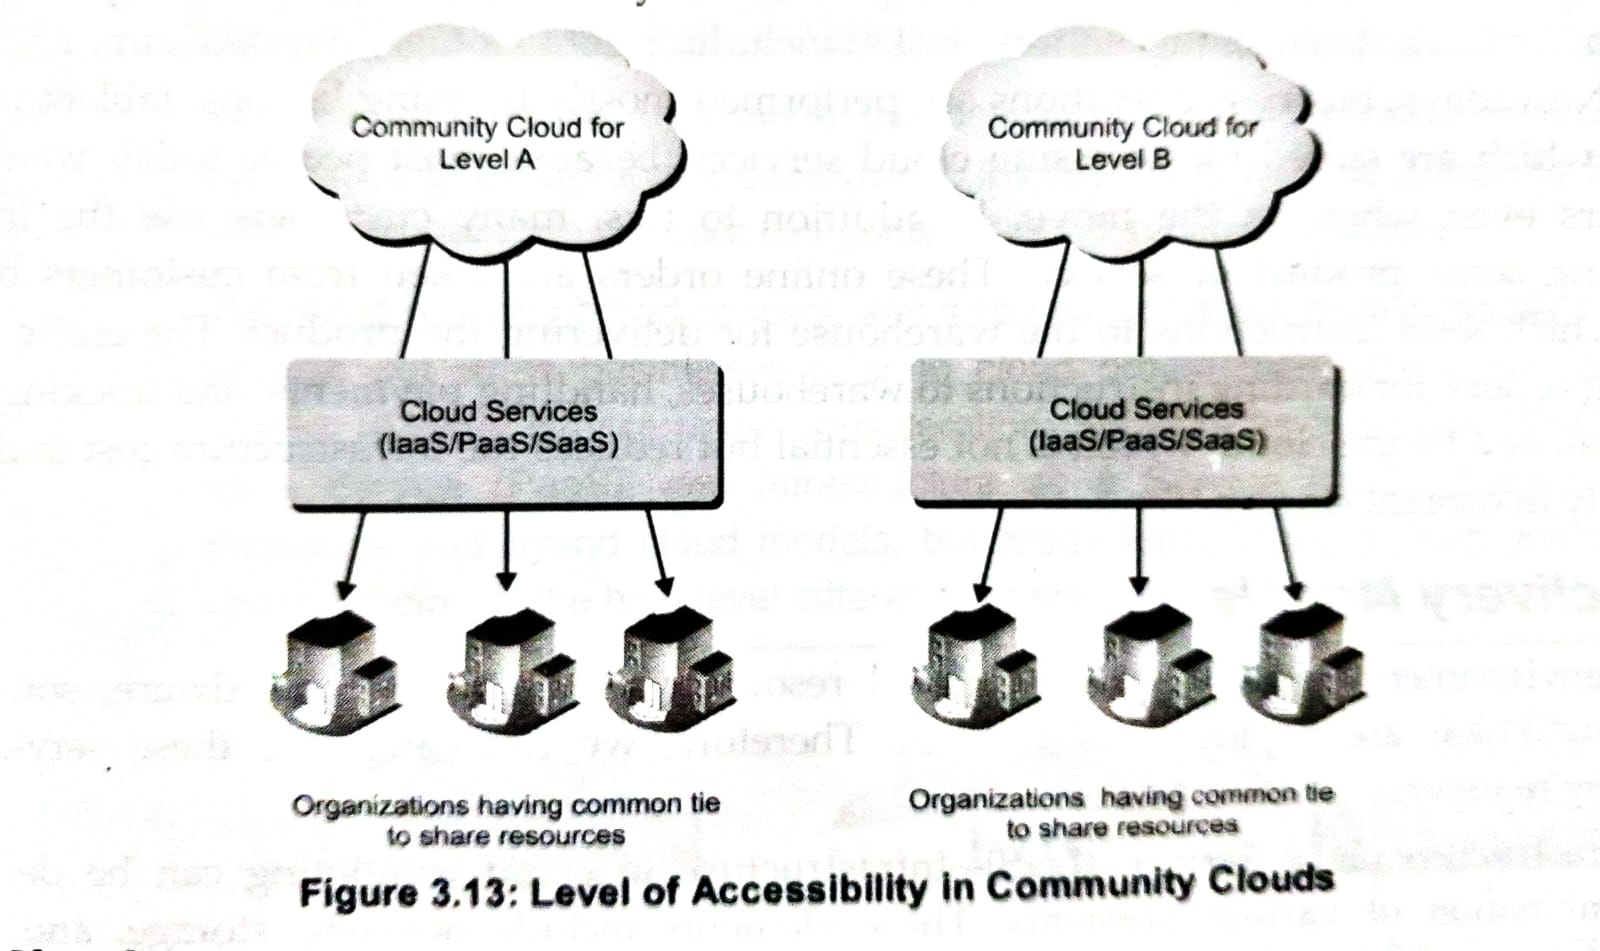 Community Cloud for
Level A
Community Cloud for
Level B
Cloud Services
(IaaS/PaaS/SaaS)
Cloud Services
(IaaS/PaaS/SaaS)
Organizations having common tie
to share resources
Organizations having common tie
to share resources
Figure 3.13: Level of Accessibility in Community Clouds